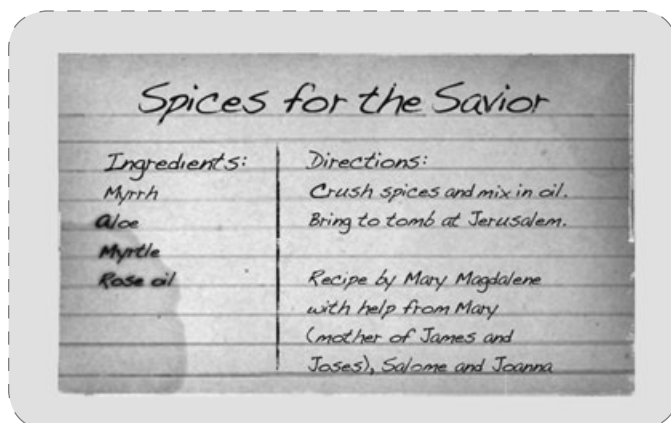 Spices for the Savior
Ingredients:
Myrrh
aloe
Myrtle
Rose oil
Directions:
Crush spices and mix in oil.
Bring to tomb at Jerusalem.
Recipe by Mary Magdalene
with help from Mary
(mother of James and
Joses), Salome and Joanna